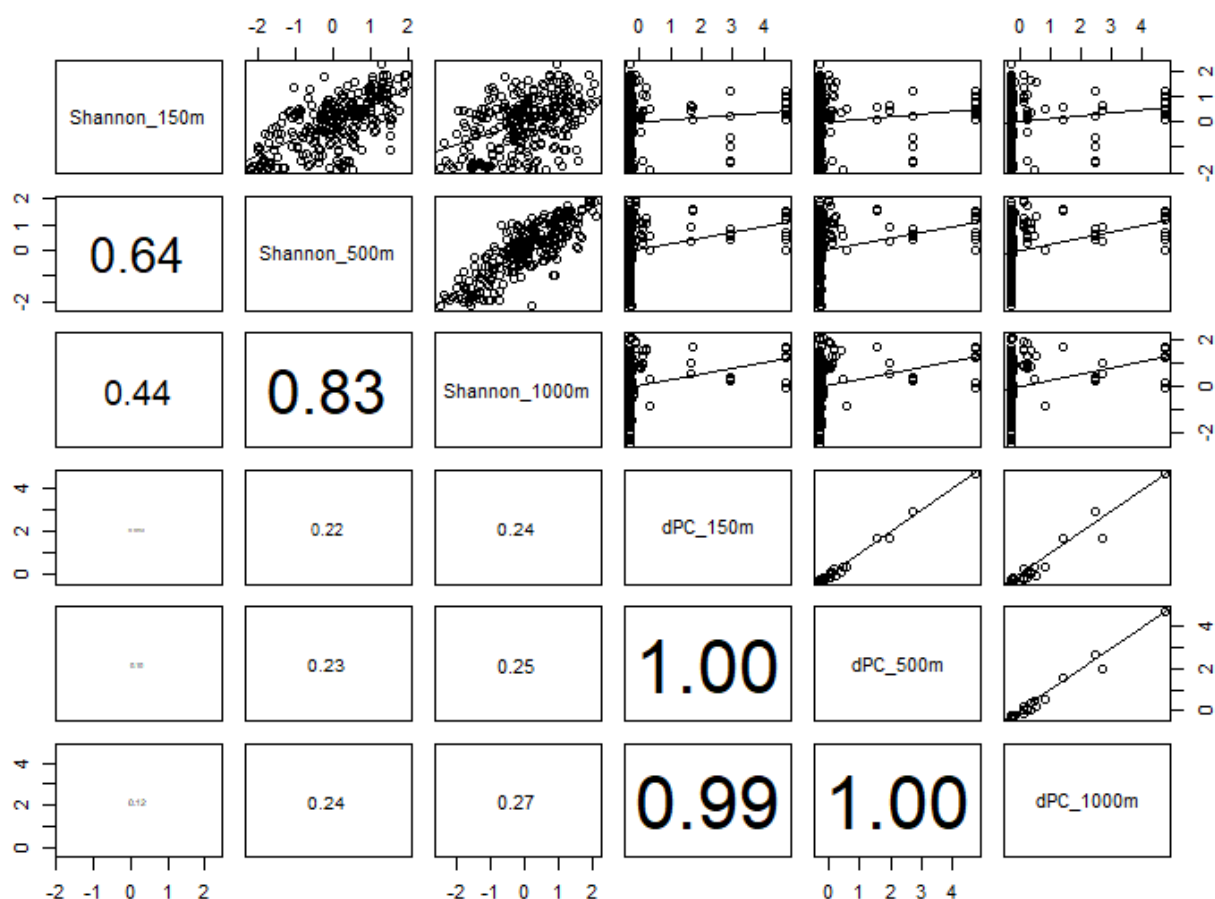 -2 0 1 2 0 1 2 3 4 0 1 2 3 4
Shannon_150m -2 0 1 2
-2 0 1 2 0.64 Shannon_500m
0.44 0.83 Shannon_1000m -2 0 1 2
0 2 4 0.22 0.24 dPC_150m
0.10 0.23 0.25 1.00 dPC_500m 0 2 4
0 2 4 0.12 0.24 0.27 0.99 1.00 dPC_1000m
-2 -1 0 1 2 -2 -1 0 1 2 0 1 2 3 4